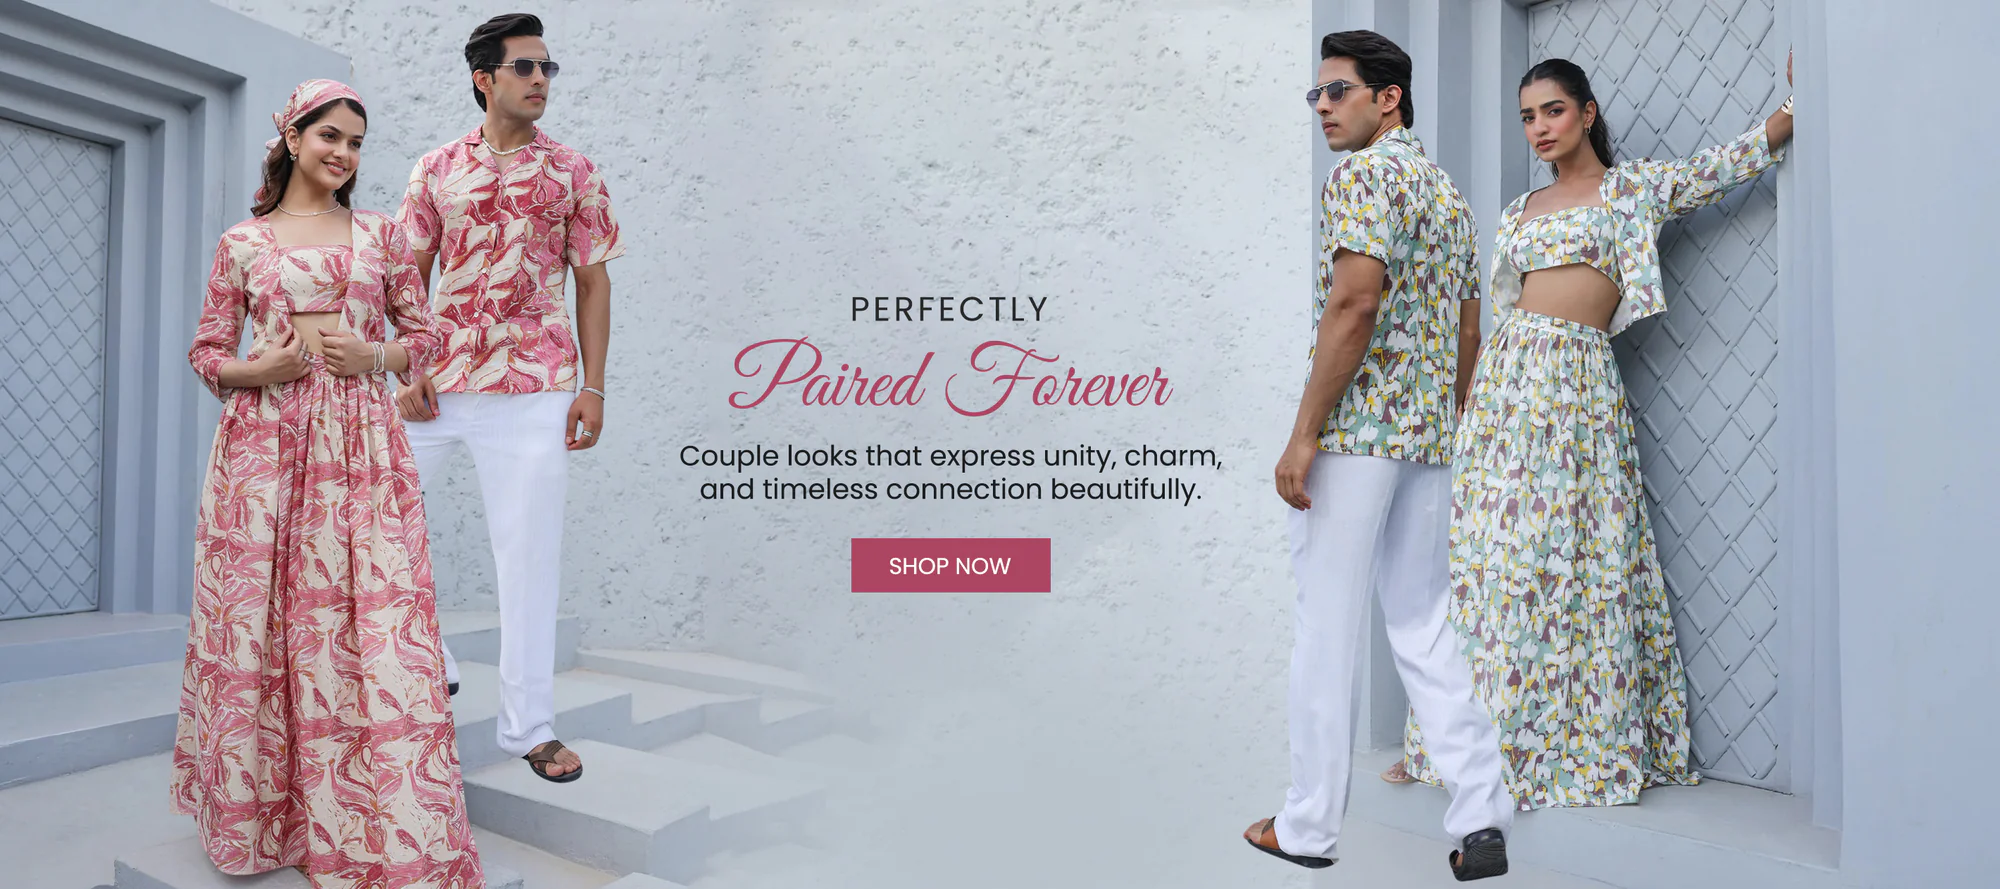 PERFECTLY
Paired Forever
Couple looks that express unity, charm,
and timeless connection beautifully.
SHOP NOW